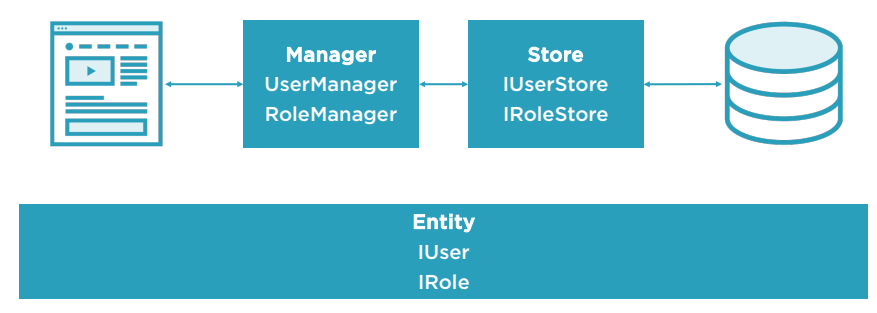 Manager
UserManager
RoleManager
Store
IUserStore
IRoleStore
Entity
IUser
IRole